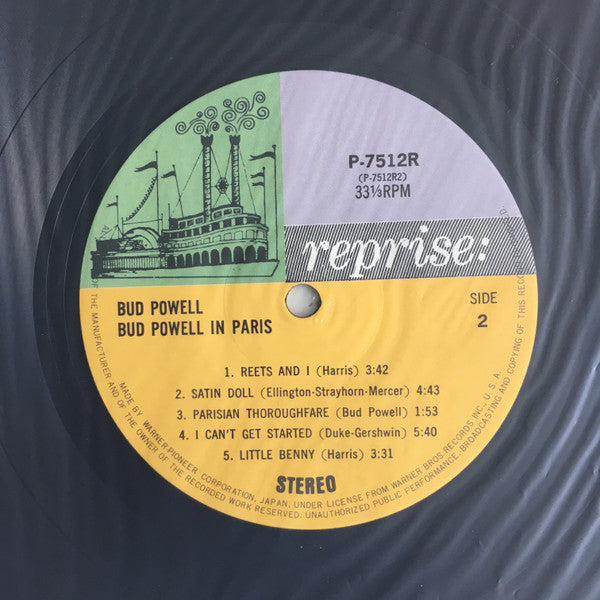 P-7512R
(P-7512R2)
33⅓RPM
reprise:
BUD POWELL
BUD POWELL IN PARIS
SIDE
2
1. REETS AND I (Harris) 3:42
2. SATIN DOLL (Ellington-Strayhorn-Mercer) 4:43
3. PARISIAN THOROUGHFARE (Bud Powell) 1:53
4. I CAN'T GET STARTED (Duke-Gershwin) 5:40
5. LITTLE BENNY (Harris) 3:31
STEREO
MADE BY WARNER-PIONEER CORPORATION, JAPAN, UNDER LICENSE FROM WARNER BROS. RECORDS INC., U.S.A.
OF THE MANUFACTURER AND OF THE OWNER OF THE RECORDED WORK RESERVED. UNAUTHORIZED PUBLIC PERFORMANCE, BROADCASTING AND COPYING OF THIS RECORD